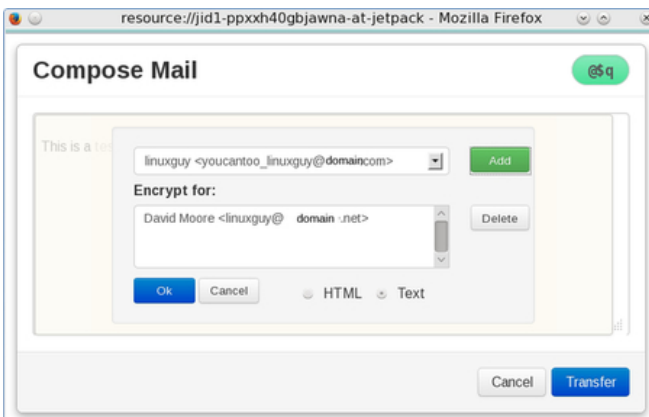 resource://jid1-ppxxh40gbjawna-at-jetpack - Mozilla Firefox
Compose Mail
@$q
This is a tes
linuxguy <youcantoo_linuxguy@domaincom>
Add
Encrypt for:
David Moore <linuxguy@ domain .net>
Delete
Ok Cancel HTML Text
Cancel Transfer